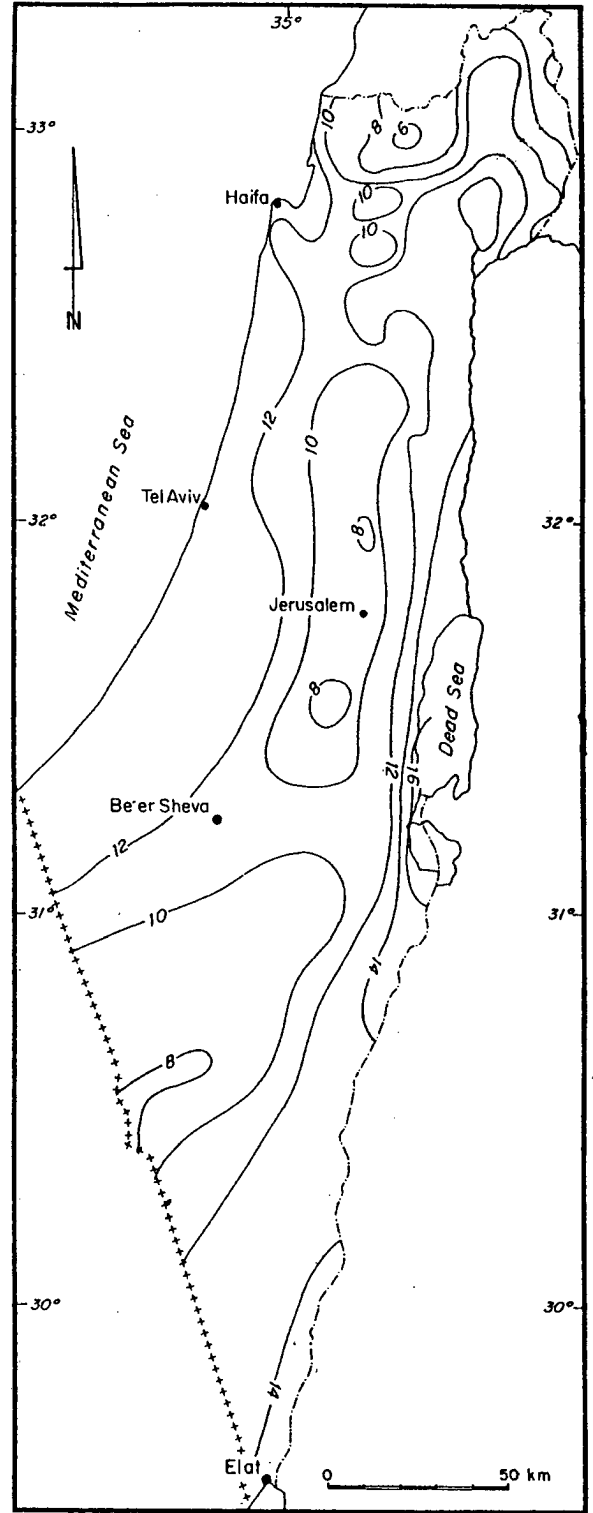 35°
33°
10
8
6
Haifa
10
10
N
12
10
Mediterranean Sea
Tel Aviv
32°
8
32°
Jerusalem
8
Dead Sea
12
16
Be'er Sheva
12
31°
10
31°
14
8
30°
30°
14
Elat
0 50 km